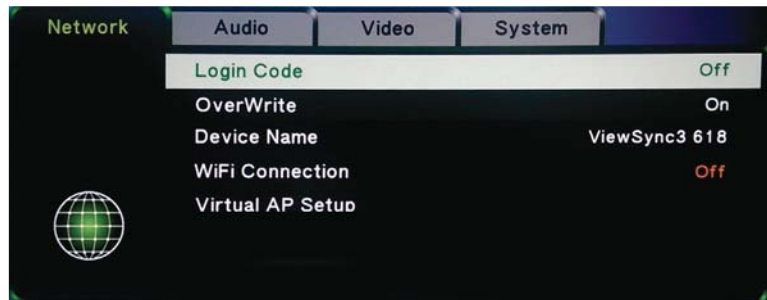 Network Audio Video System
Login Code Off
OverWrite On
Device Name ViewSync3 618
WiFi Connection Off
Virtual AP Setup